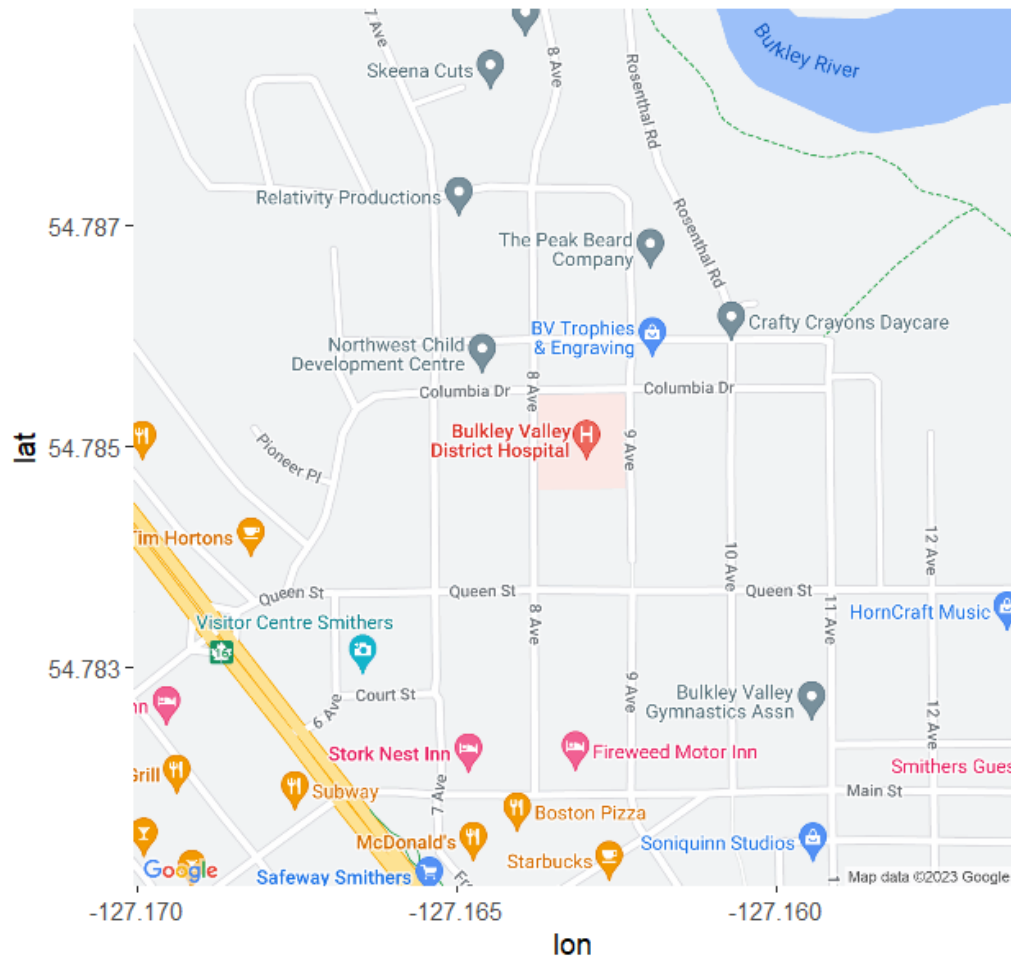 7 Ave
Skeena Cuts
8 Ave
Rosenthal Rd
Bulkley River
Relativity Productions
Rosenthal Rd
54.787
The Peak Beard
Company
BV Trophies
& Engraving
Crafty Crayons Daycare
Northwest Child
Development Centre
Columbia Dr
8 Ave
Columbia Dr
Bulkley Valley
District Hospital
H
9 Ave
lat
54.785
Pioneer Pl
Tim Hortons
10 Ave
12 Ave
Queen St
Queen St
Queen St
8 Ave
11 Ave
HornCraft Music
Visitor Centre Smithers
16
54.783
Court St
6 Ave
9 Ave
Bulkley Valley
Gymnastics Assn
12 Ave
nn
Stork Nest Inn
Fireweed Motor Inn
Smithers Gues
Grill
Subway
7 Ave
Main St
Boston Pizza
McDonald's
Soniquinn Studios
Starbucks
Google
Safeway Smithers
Fr
1
Map data ©2023 Google
-127.170
-127.165
-127.160
lon